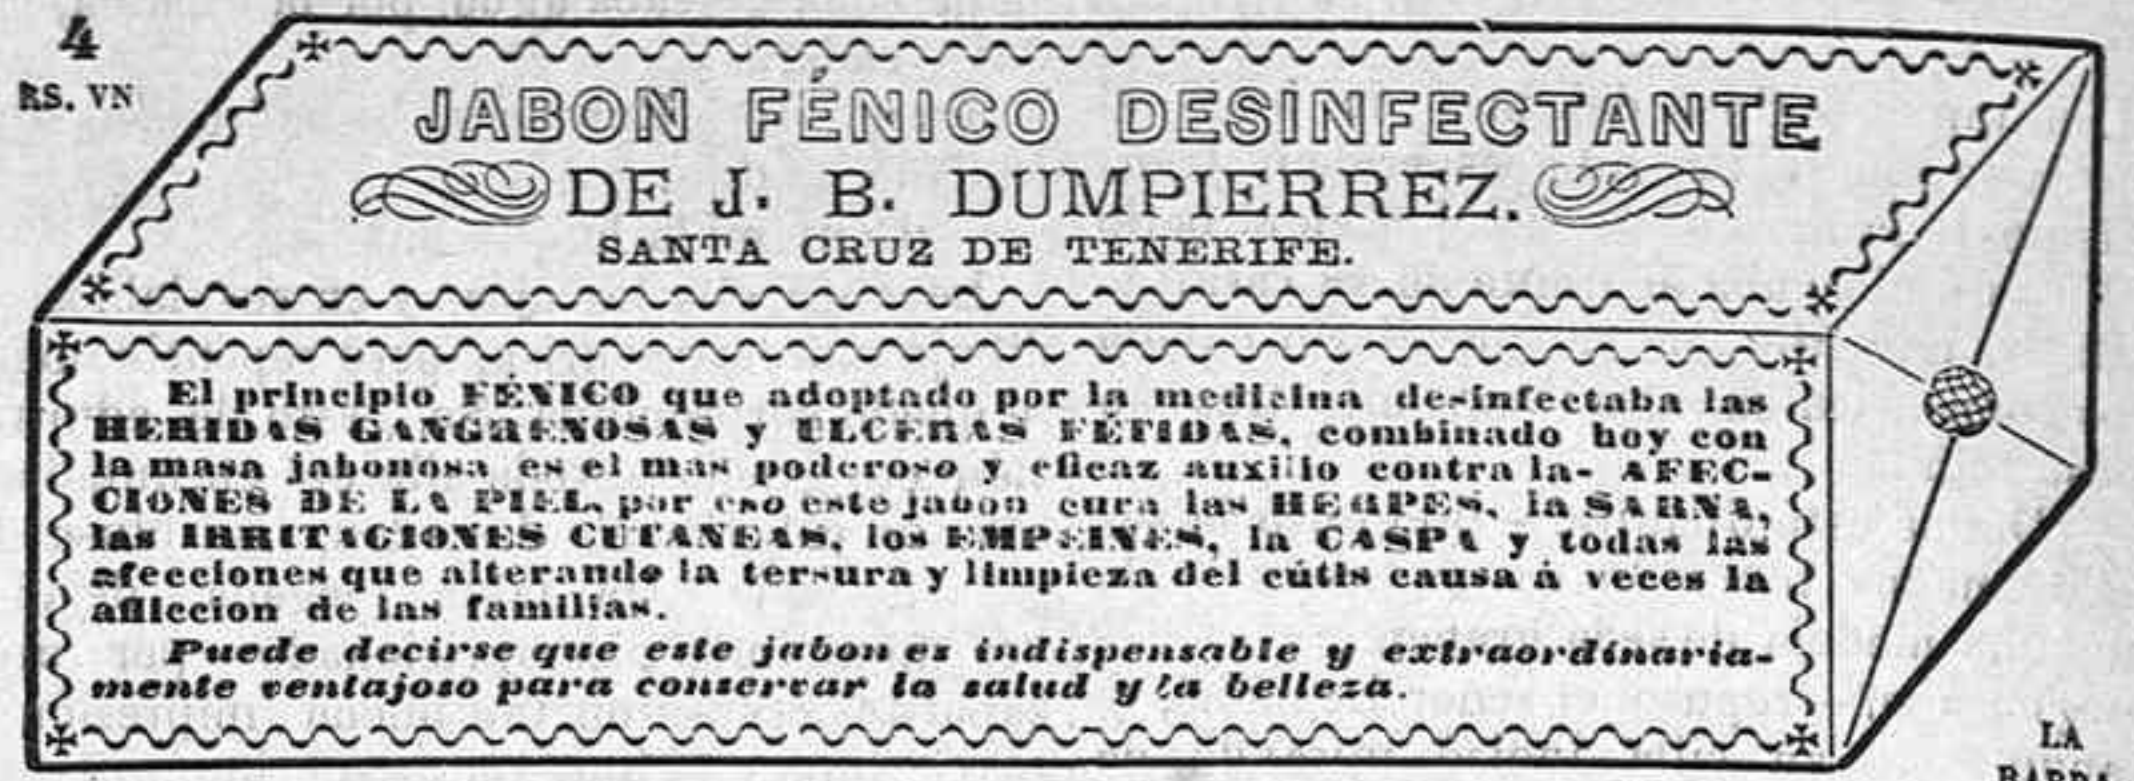 4
RS. VN
JABON FÉNICO DESINFECTANTE
DE J. B. DUMPIERREZ.
SANTA CRUZ DE TENERIFE.
El principio FÉNICO que adoptado por la medicina desinfectaba las
HERIDAS GANGRENOSAS y ULCERAS FÉTIDAS, combinado hoy con
la masa jabonosa es el mas poderoso y eficaz auxilio contra las AFEC-
CIONES DE LA PIEL, por eso este jabon cura las HERPES, la SARNA,
las IRRITACIONES CUTANEAS, los EMPEINES, la CASPA y todas las
afecciones que alterando la tersura y limpieza del cútis causa á veces la
afliccion de las familias.
Puede decirse que este jabon es indispensable y extraordinaria-
mente ventajoso para conservar la salud y la belleza.
LA